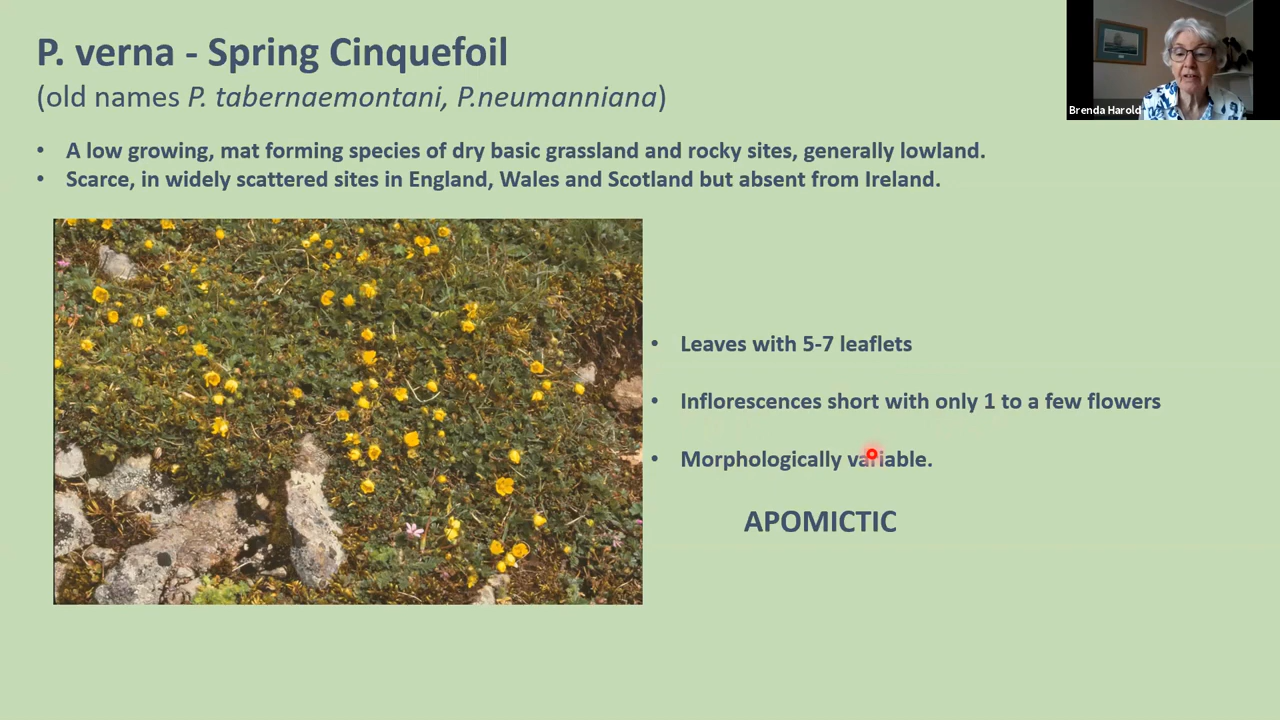 P. verna - Spring Cinquefoil
(old names P. tabernaemontani, P.neumanniana)
Brenda Harold
• A low growing, mat forming species of dry basic grassland and rocky sites, generally lowland.
• Scarce, in widely scattered sites in England, Wales and Scotland but absent from Ireland.
• Leaves with 5-7 leaflets
• Inflorescences short with only 1 to a few flowers
• Morphologically variable.
APOMICTIC